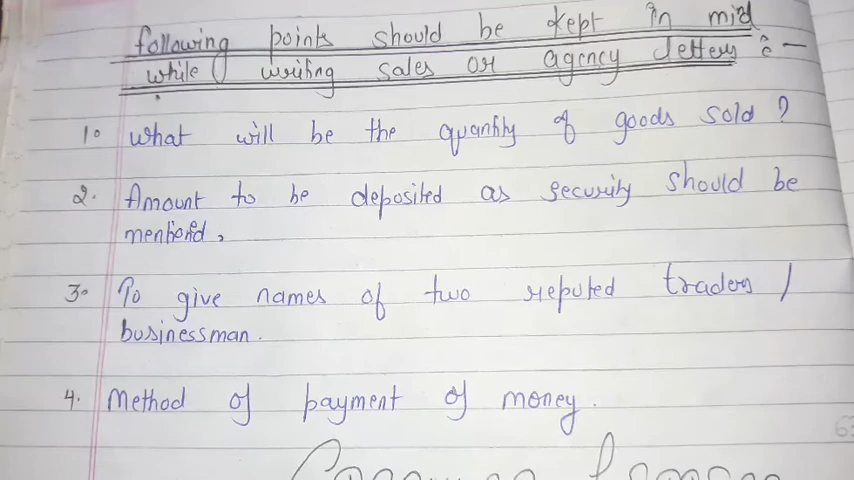 following points should be kept in mid
while writing sales or agency letters :-
1. What will be the quantity of goods sold ?
2. Amount to be deposited as security should be
mentioned,
3. To give names of two reputed traders /
businessman.
4. Method of payment of money.